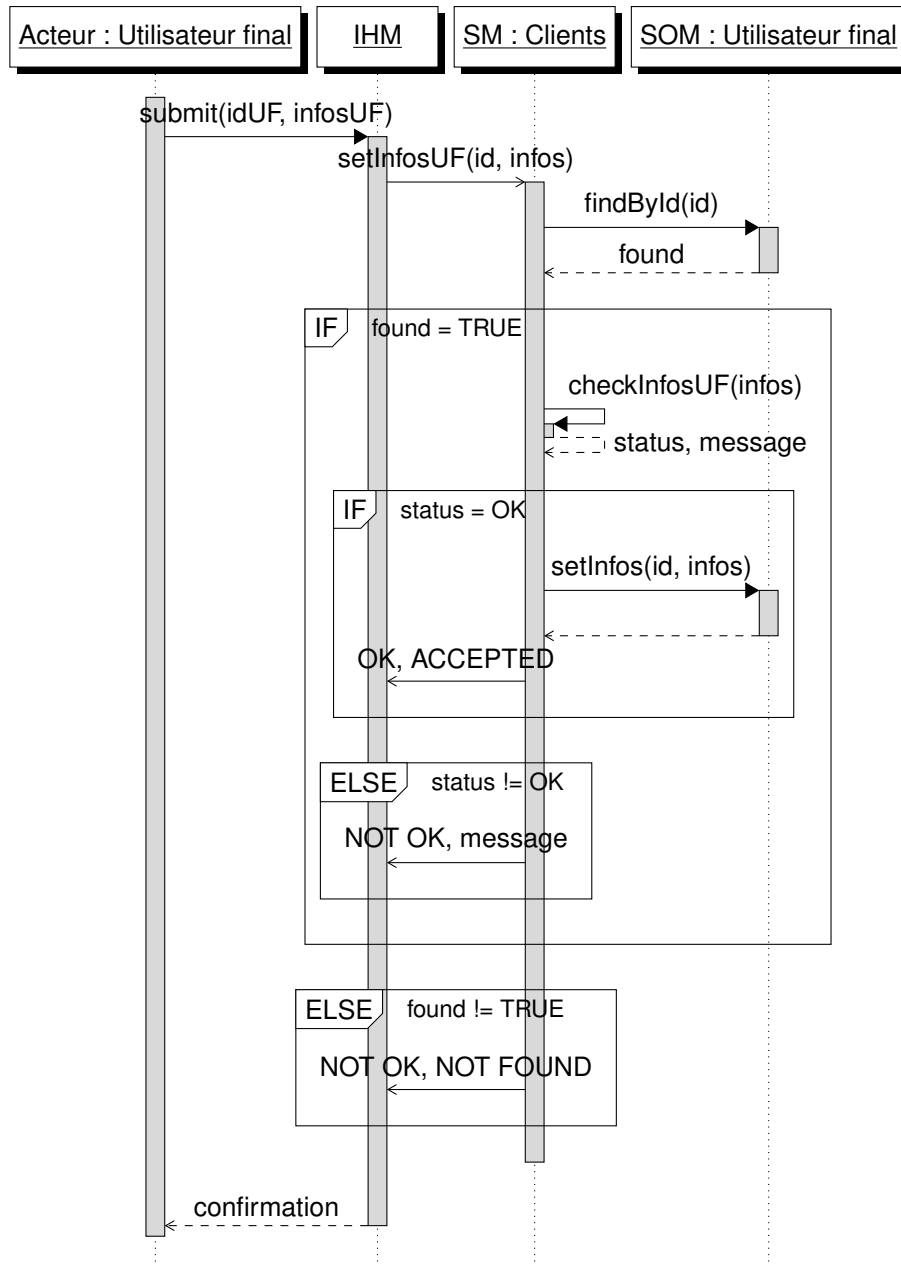 Acteur : Utilisateur final
IHM
SM : Clients
SOM : Utilisateur final
submit(idUF, infosUF)
setInfosUF(id, infos)
findById(id)
found
IF
found = TRUE
checkInfosUF(infos)
status, message
IF
status = OK
setInfos(id, infos)
OK, ACCEPTED
ELSE
status != OK
NOT OK, message
ELSE
found != TRUE
NOT OK, NOT FOUND
confirmation